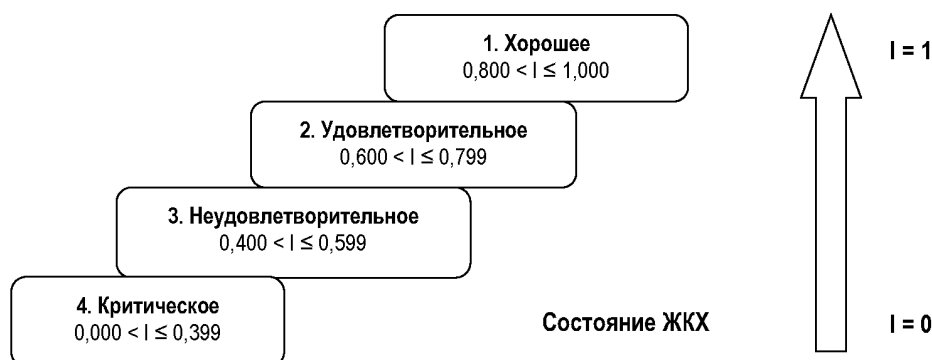 1. Хорошее
0,800 < I ≤ 1,000
I = 1
2. Удовлетворительное
0,600 < I ≤ 0,799
3. Неудовлетворительное
0,400 < I ≤ 0,599
4. Критическое
0,000 < I ≤ 0,399
Состояние ЖКХ
I = 0